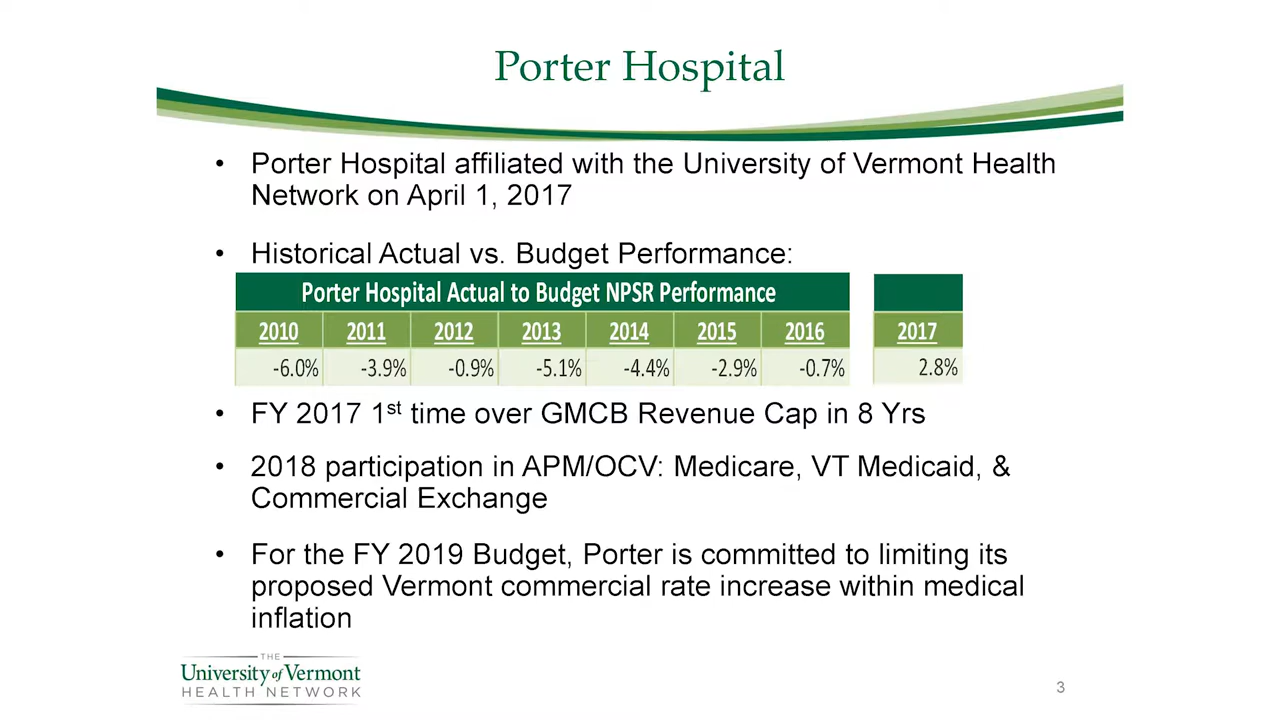 Porter Hospital
• Porter Hospital affiliated with the University of Vermont Health
Network on April 1, 2017
• Historical Actual vs. Budget Performance:
Porter Hospital Actual to Budget NPSR Performance
2010 2011 2012 2013 2014 2015 2016 2017
-6.0% -3.9% -0.9% -5.1% -4.4% -2.9% -0.7% 2.8%
• FY 2017 1st time over GMCB Revenue Cap in 8 Yrs
• 2018 participation in APM/OCV: Medicare, VT Medicaid, &
Commercial Exchange
• For the FY 2019 Budget, Porter is committed to limiting its
proposed Vermont commercial rate increase within medical
inflation
THE
University of Vermont
HEALTH NETWORK
3